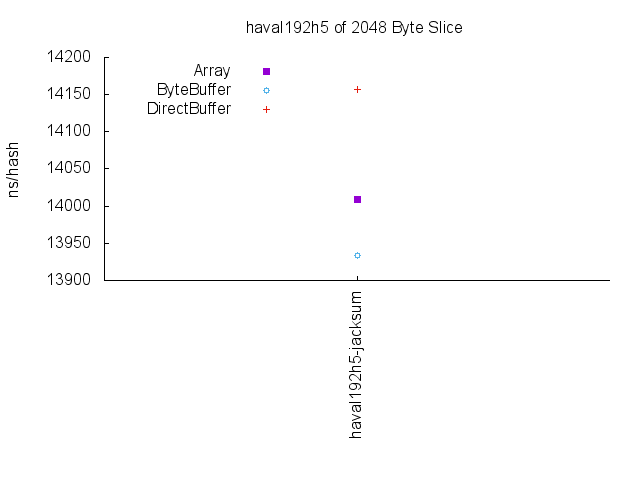 haval192h5 of 2048 Byte Slice
14200
14150
14100
14050
14000
13950
13900
ns/hash
Array
ByteBuffer
DirectBuffer
haval192h5-jacksum